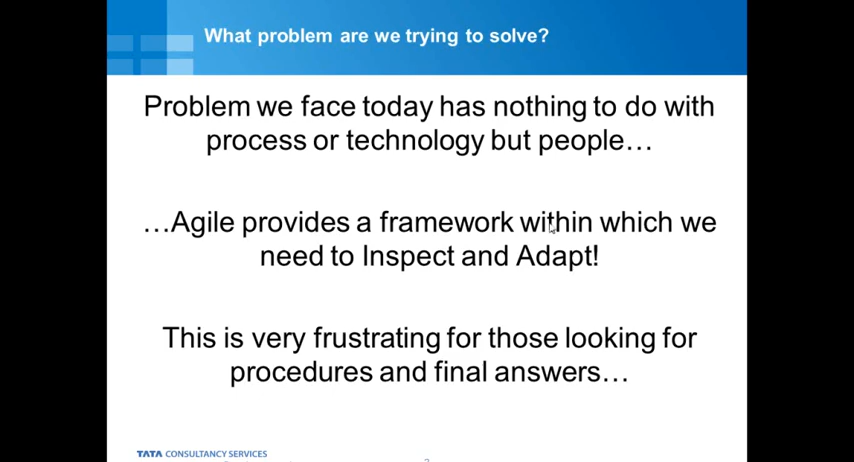 What problem are we trying to solve?
Problem we face today has nothing to do with
process or technology but people…
…Agile provides a framework within which we
need to Inspect and Adapt!
This is very frustrating for those looking for
procedures and final answers…
TATA CONSULTANCY SERVICES